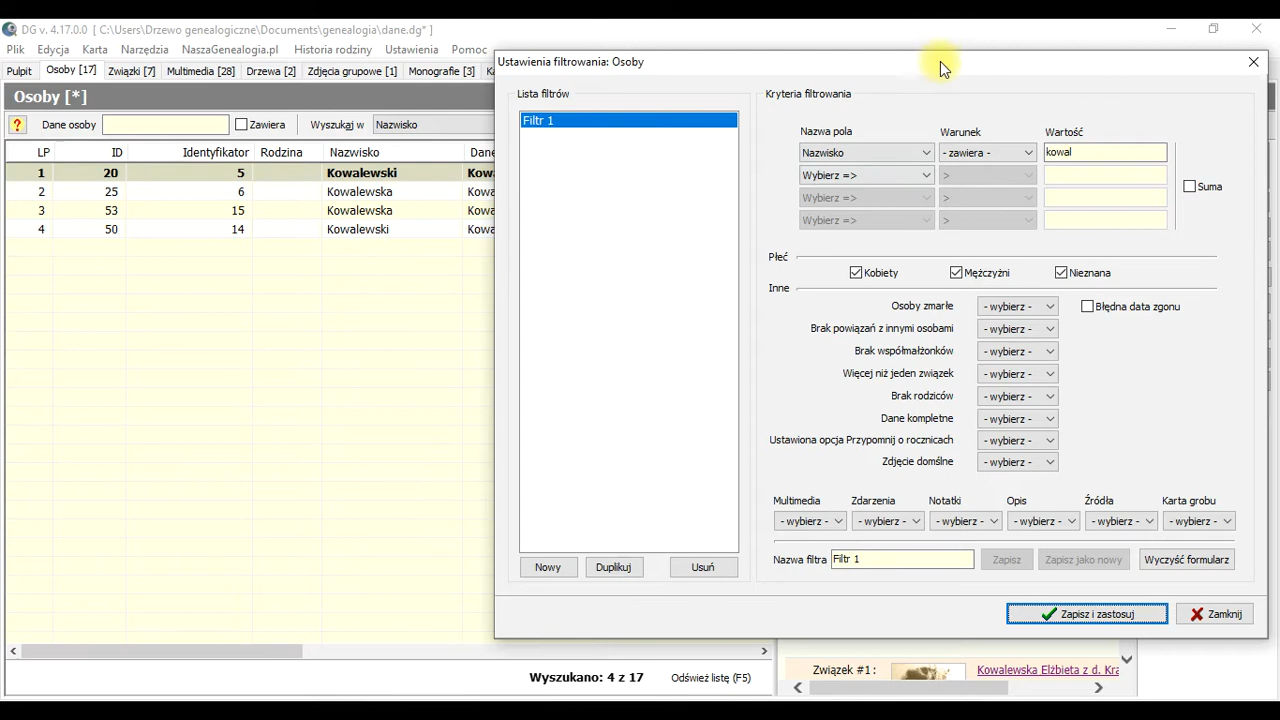 DG v. 4.17.0.0 [ C:\Users\Drzewo genealogiczne\Documents\genealogia\dane.dg* ]
Plik Edycja Karta Narzędzia NaszaGenealogia.pl Historia rodziny Ustawienia Pomoc
Pulpit Osoby [17] Związki [7] Multimedia [28] Drzewa [2] Zdjęcia grupowe [1] Monografie [3]
Osoby [*]
? Dane osoby Zawiera Wyszukaj w Nazwisko
LP ID Identyfikator Rodzina Nazwisko
1 20 5 Kowalewski
2 25 6 Kowalewska
3 53 15 Kowalewska
4 50 14 Kowalewski
Wyszukano: 4 z 17 Odśwież listę (F5)
Ustawienia filtrowania: Osoby
Lista filtrów
Filtr 1
Nowy Duplikuj Usuń
Kryteria filtrowania
Nazwa pola Warunek Wartość
Nazwisko - zawiera - kowal
Wybierz => >
Wybierz => >
Wybierz => >
Suma
Płeć
Kobiety Mężczyźni Nieznana
Inne
Osoby zmarłe - wybierz - Błędna data zgonu
Brak powiązań z innymi osobami - wybierz -
Brak współmałżonków - wybierz -
Więcej niż jeden związek - wybierz -
Brak rodziców - wybierz -
Dane kompletne - wybierz -
Ustawiona opcja Przypomnij o rocznicach - wybierz -
Zdjęcie domślne - wybierz -
Multimedia Zdarzenia Notatki Opis Źródła Karta grobu
- wybierz - - wybierz - - wybierz - - wybierz - - wybierz - - wybierz -
Nazwa filtra Filtr 1 Zapisz Zapisz jako nowy Wyczyść formularz
Zapisz i zastosuj Zamknij
Związek #1: Kowalewska Elżbieta z d. Kra